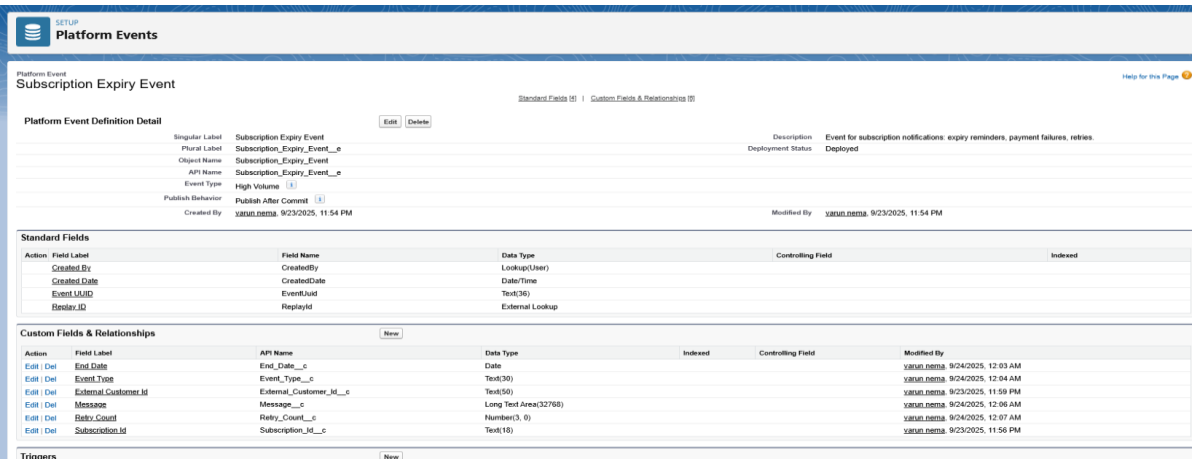 SETUP
Platform Events
Platform Event
Subscription Expiry Event
Help for this Page
Standard Fields [4] | Custom Fields & Relationships [6]
Platform Event Definition Detail Edit Delete
Singular Label Subscription Expiry Event Description Event for subscription notifications: expiry reminders, payment failures, retries.
Plural Label Subscription_Expiry_Event__e Deployment Status Deployed
Object Name Subscription_Expiry_Event
API Name Subscription_Expiry_Event__e
Event Type High Volume i
Publish Behavior Publish After Commit i
Created By varun nema, 9/23/2025, 11:54 PM Modified By varun nema, 9/23/2025, 11:54 PM
Standard Fields
Action Field Label Field Name Data Type Controlling Field Indexed
Created By CreatedBy Lookup(User)
Created Date CreatedDate Date/Time
Event UUID EventUuid Text(36)
Replay ID ReplayId External Lookup
Custom Fields & Relationships New
Action Field Label API Name Data Type Indexed Controlling Field Modified By
Edit | Del End Date End_Date__c Date varun nema, 9/24/2025, 12:03 AM
Edit | Del Event Type Event_Type__c Text(30) varun nema, 9/24/2025, 12:04 AM
Edit | Del External Customer Id External_Customer_Id__c Text(50) varun nema, 9/23/2025, 11:59 PM
Edit | Del Message Message__c Long Text Area(32768) varun nema, 9/24/2025, 12:06 AM
Edit | Del Retry Count Retry_Count__c Number(3, 0) varun nema, 9/24/2025, 12:07 AM
Edit | Del Subscription Id Subscription_Id__c Text(18) varun nema, 9/23/2025, 11:56 PM
Triggers New